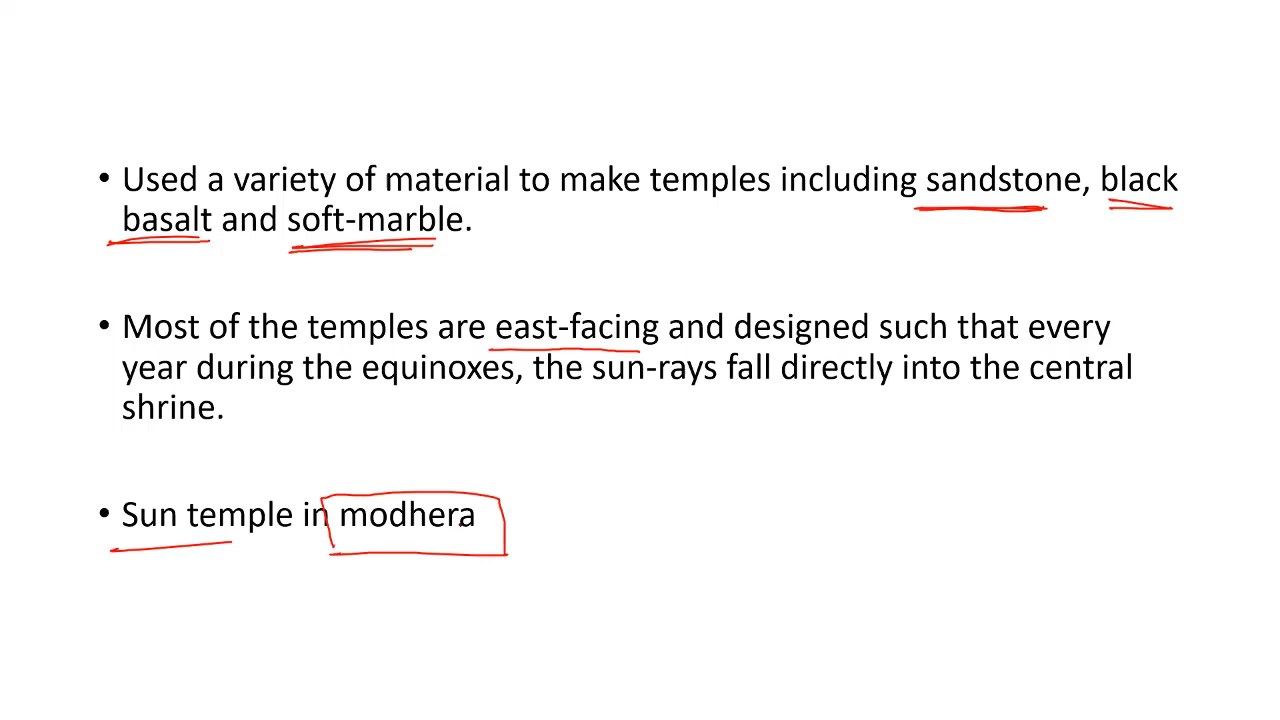 • Used a variety of material to make temples including sandstone, black
basalt and soft-marble.
• Most of the temples are east-facing and designed such that every
year during the equinoxes, the sun-rays fall directly into the central
shrine.
• Sun temple in modhera